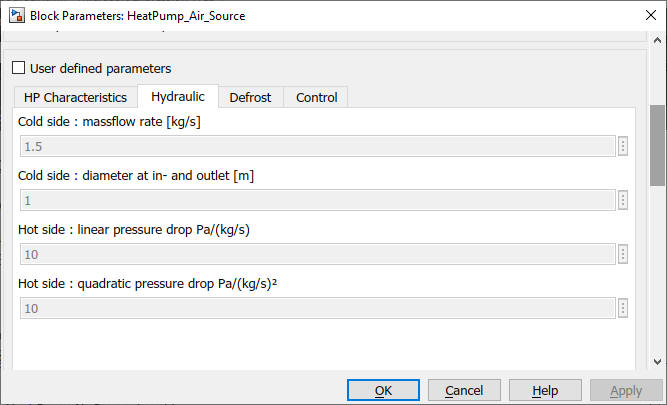 Block Parameters: HeatPump_Air_Source
User defined parameters
HP Characteristics Hydraulic Defrost Control
Cold side : massflow rate [kg/s]
1.5
Cold side : diameter at in- and outlet [m]
1
Hot side : linear pressure drop Pa/(kg/s)
10
Hot side : quadratic pressure drop Pa/(kg/s)²
10
OK Cancel Help Apply